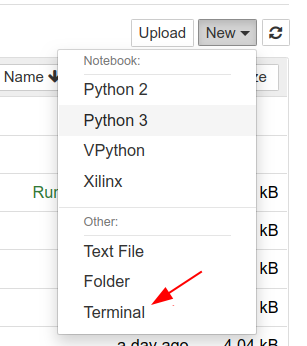 Upload New
Name ze
Notebook:
Python 2
Python 3 kB
VPython
Xilinx
Run kB
Other:
Text File kB
Folder kB
Terminal kB
a day ago 4.04 kB